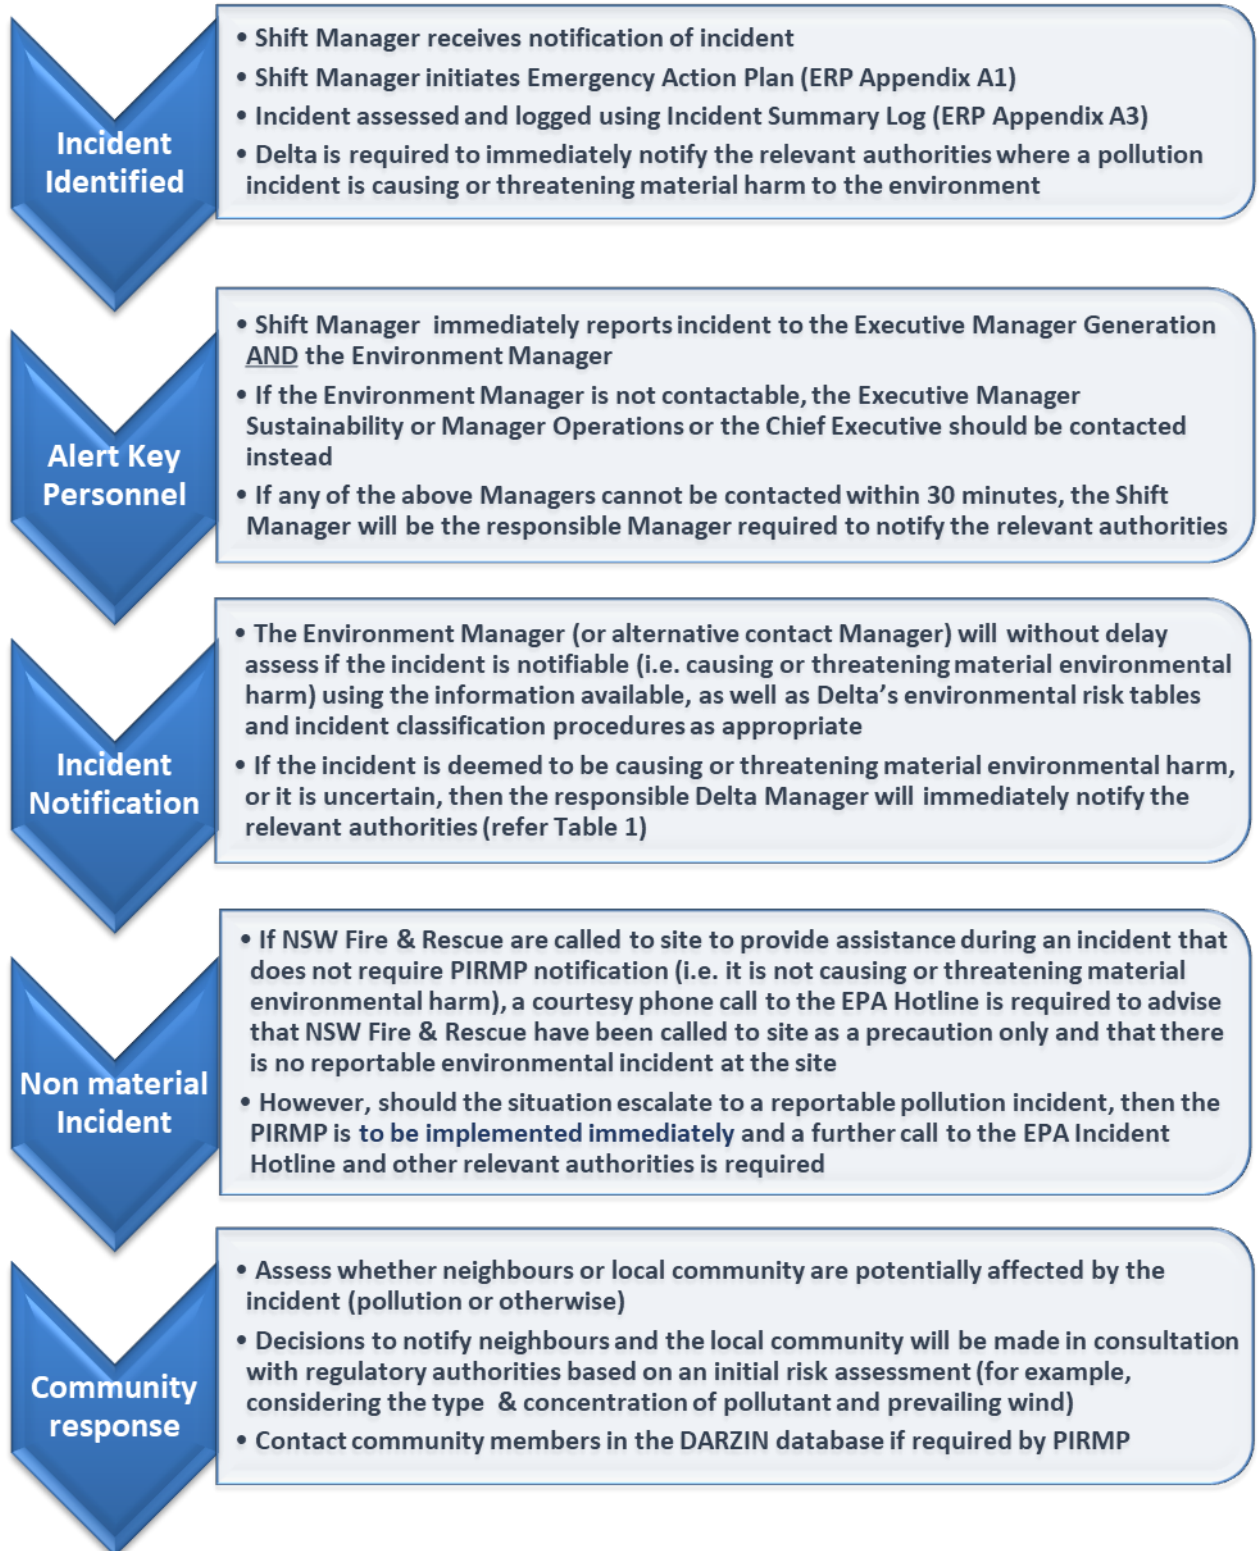 Incident
Identified
• Shift Manager receives notification of incident
• Shift Manager initiates Emergency Action Plan (ERP Appendix A1)
• Incident assessed and logged using Incident Summary Log (ERP Appendix A3)
• Delta is required to immediately notify the relevant authorities where a pollution
incident is causing or threatening material harm to the environment
Alert Key
Personnel
• Shift Manager immediately reports incident to the Executive Manager Generation
AND the Environment Manager
• If the Environment Manager is not contactable, the Executive Manager
Sustainability or Manager Operations or the Chief Executive should be contacted
instead
• If any of the above Managers cannot be contacted within 30 minutes, the Shift
Manager will be the responsible Manager required to notify the relevant authorities
Incident
Notification
• The Environment Manager (or alternative contact Manager) will without delay
assess if the incident is notifiable (i.e. causing or threatening material environmental
harm) using the information available, as well as Delta's environmental risk tables
and incident classification procedures as appropriate
• If the incident is deemed to be causing or threatening material environmental harm,
or it is uncertain, then the responsible Delta Manager will immediately notify the
relevant authorities (refer Table 1)
Non material
Incident
• If NSW Fire & Rescue are called to site to provide assistance during an incident that
does not require PIRMP notification (i.e. it is not causing or threatening material
environmental harm), a courtesy phone call to the EPA Hotline is required to advise
that NSW Fire & Rescue have been called to site as a precaution only and that there
is no reportable environmental incident at the site
• However, should the situation escalate to a reportable pollution incident, then the
PIRMP is to be implemented immediately and a further call to the EPA Incident
Hotline and other relevant authorities is required
Community
response
• Assess whether neighbours or local community are potentially affected by the
incident (pollution or otherwise)
• Decisions to notify neighbours and the local community will be made in consultation
with regulatory authorities based on an initial risk assessment (for example,
considering the type & concentration of pollutant and prevailing wind)
• Contact community members in the DARZIN database if required by PIRMP